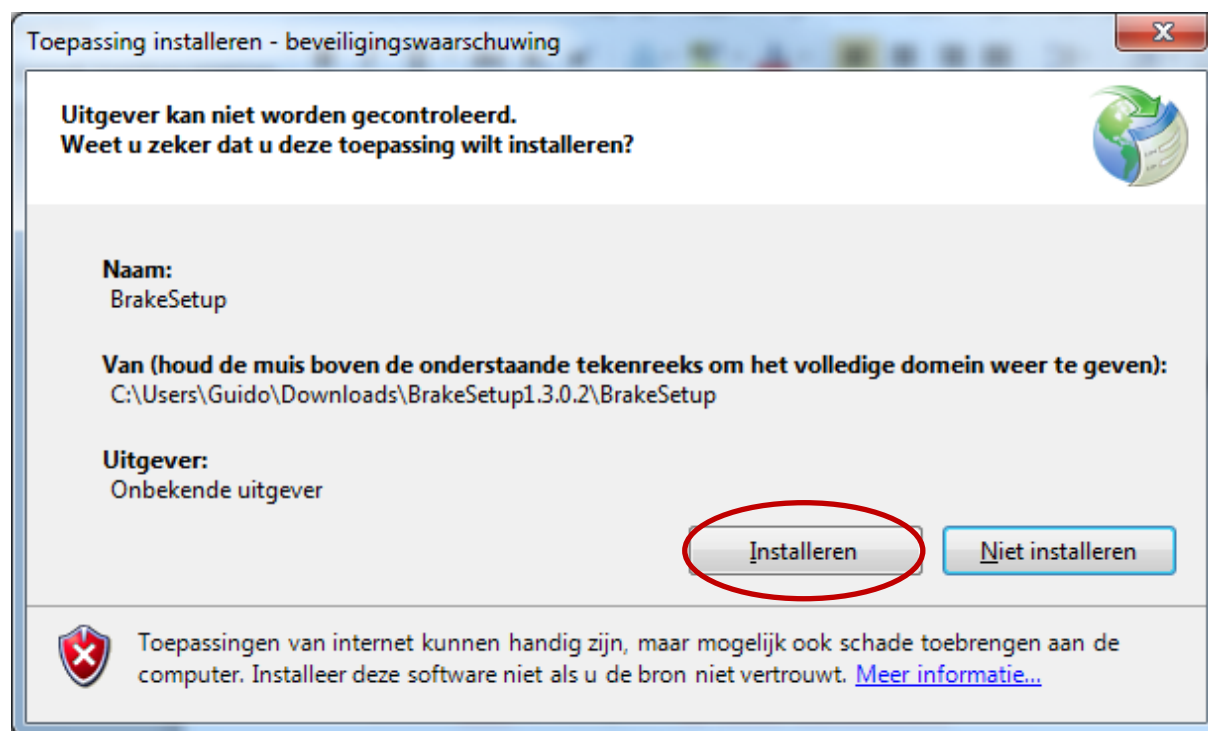 Toepassing installeren - beveiligingswaarschuwing
Uitgever kan niet worden gecontroleerd.
Weet u zeker dat u deze toepassing wilt installeren?
Naam:
BrakeSetup
Van (houd de muis boven de onderstaande tekenreeks om het volledige domein weer te geven):
C:\Users\Guido\Downloads\BrakeSetup1.3.0.2\BrakeSetup
Uitgever:
Onbekende uitgever
Installeren
Niet installeren
Toepassingen van internet kunnen handig zijn, maar mogelijk ook schade toebrengen aan de
computer. Installeer deze software niet als u de bron niet vertrouwt. Meer informatie...